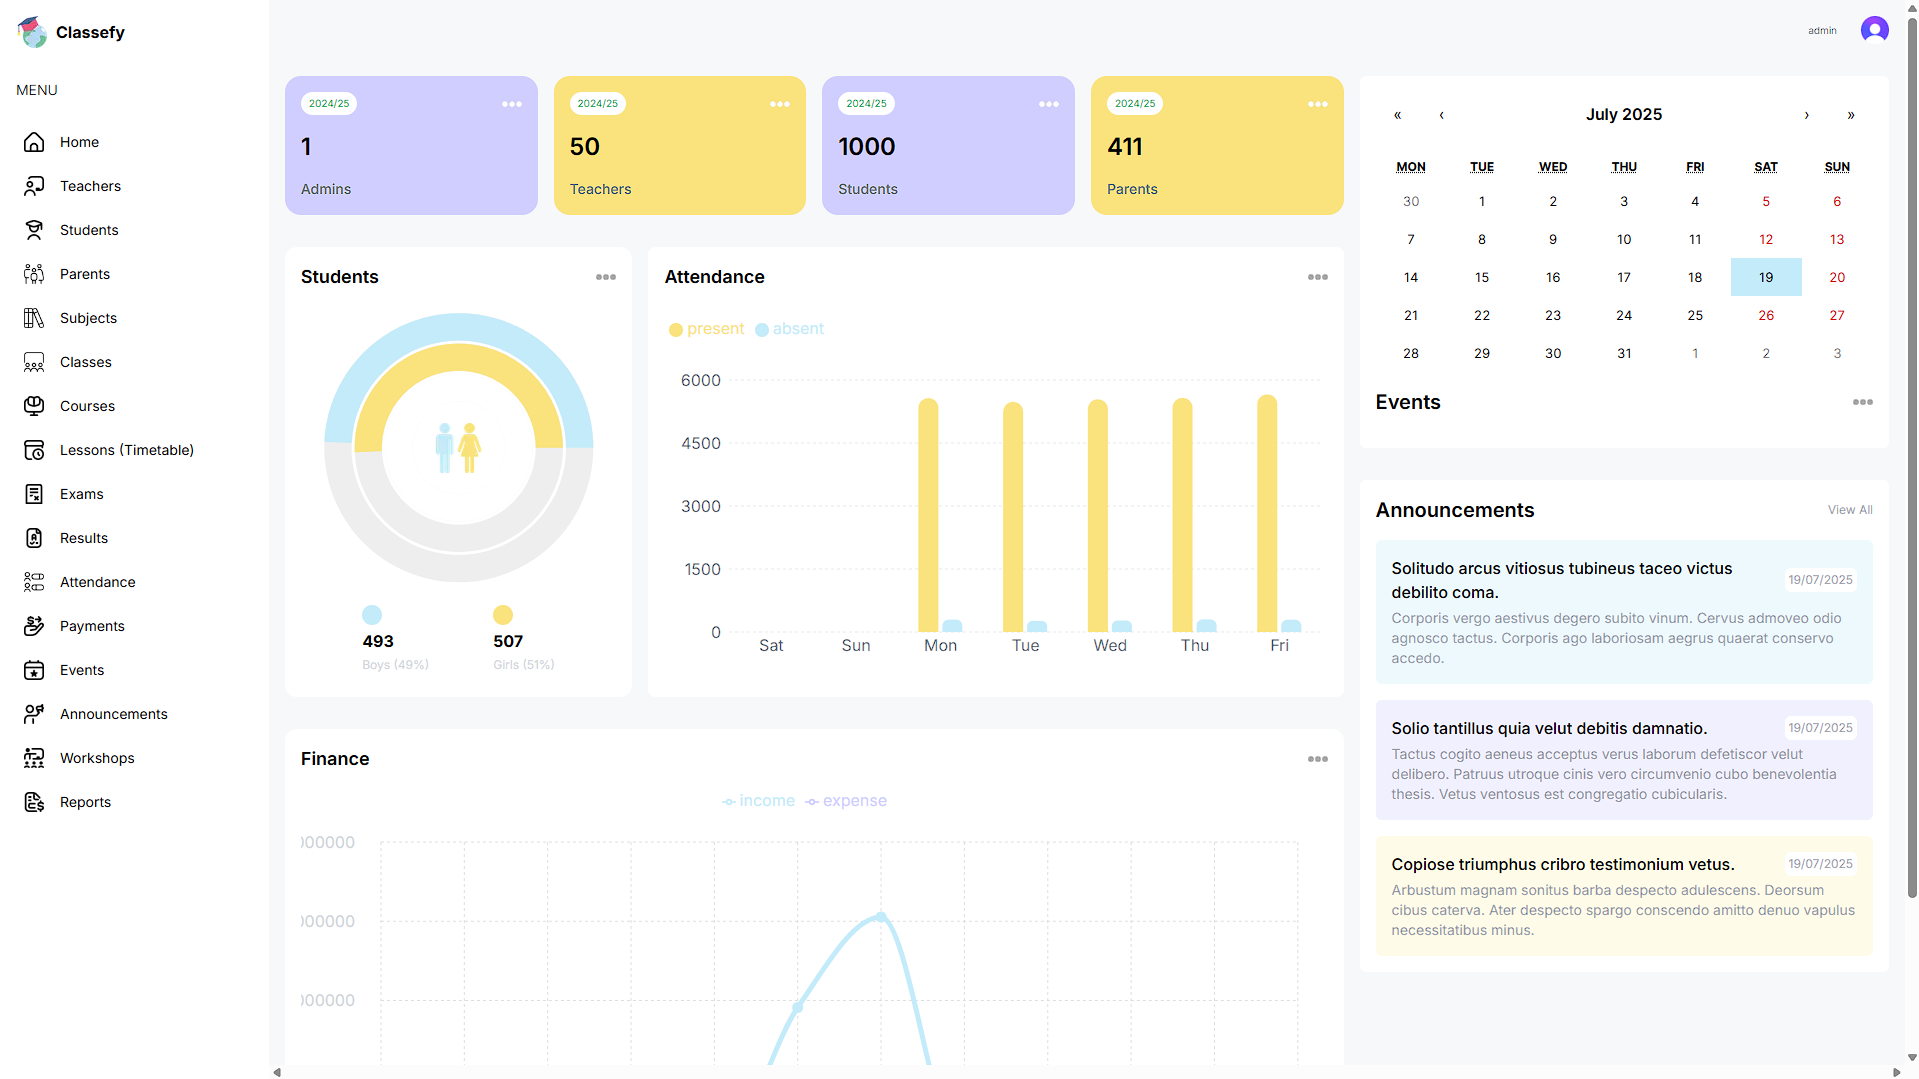 Classefy
MENU
Home
Teachers
Students
Parents
Subjects
Classes
Courses
Lessons (Timetable)
Exams
Results
Attendance
Payments
Events
Announcements
Workshops
Reports
admin
2024/25
1
Admins
2024/25
50
Teachers
2024/25
1000
Students
2024/25
411
Parents
Students
493
Boys (49%)
507
Girls (51%)
Attendance
present absent
6000
4500
3000
1500
0
Sat Sun Mon Tue Wed Thu Fri
Finance
income expense
000000
000000
000000
« ‹ July 2025 › »
MON TUE WED THU FRI SAT SUN
30 1 2 3 4 5 6
7 8 9 10 11 12 13
14 15 16 17 18 19 20
21 22 23 24 25 26 27
28 29 30 31 1 2 3
Events
Announcements View All
Solitudo arcus vitiosus tubineus taceo victus
debilito coma.
19/07/2025
Corporis vergo aestivus degero subito vinum. Cervus admoveo odio
agnosco tactus. Corporis ago laboriosam aegrus quaerat conservo
accedo.
Solio tantillus quia velut debitis damnatio. 19/07/2025
Tactus cogito aeneus acceptus verus laborum defetiscor velut
delibero. Patruus utroque cinis vero circumvenio cubo benevolentia
thesis. Vetus ventosus est congregatio cubicularis.
Copiose triumphus cribro testimonium vetus. 19/07/2025
Arbustum magnam sonitus barba despecto adulescens. Deorsum
cibus caterva. Ater despecto spargo conscendo amitto denuo vapulus
necessitatibus minus.